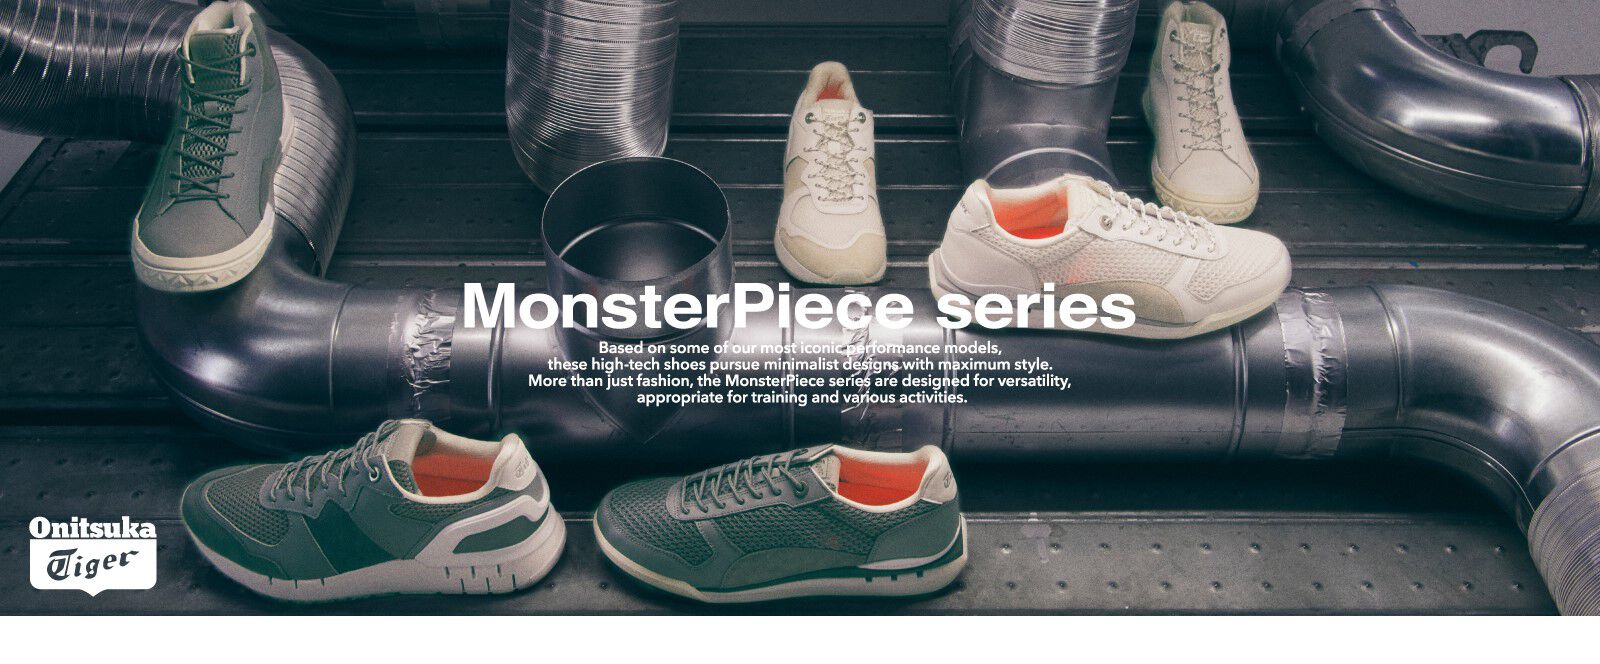 MonsterPiece series
Based on some of our most iconic performance models,
these high-tech shoes pursue minimalist designs with maximum style.
More than just fashion, the MonsterPiece series are designed for versatility,
appropriate for training and various activities.
Onitsuka
Tiger